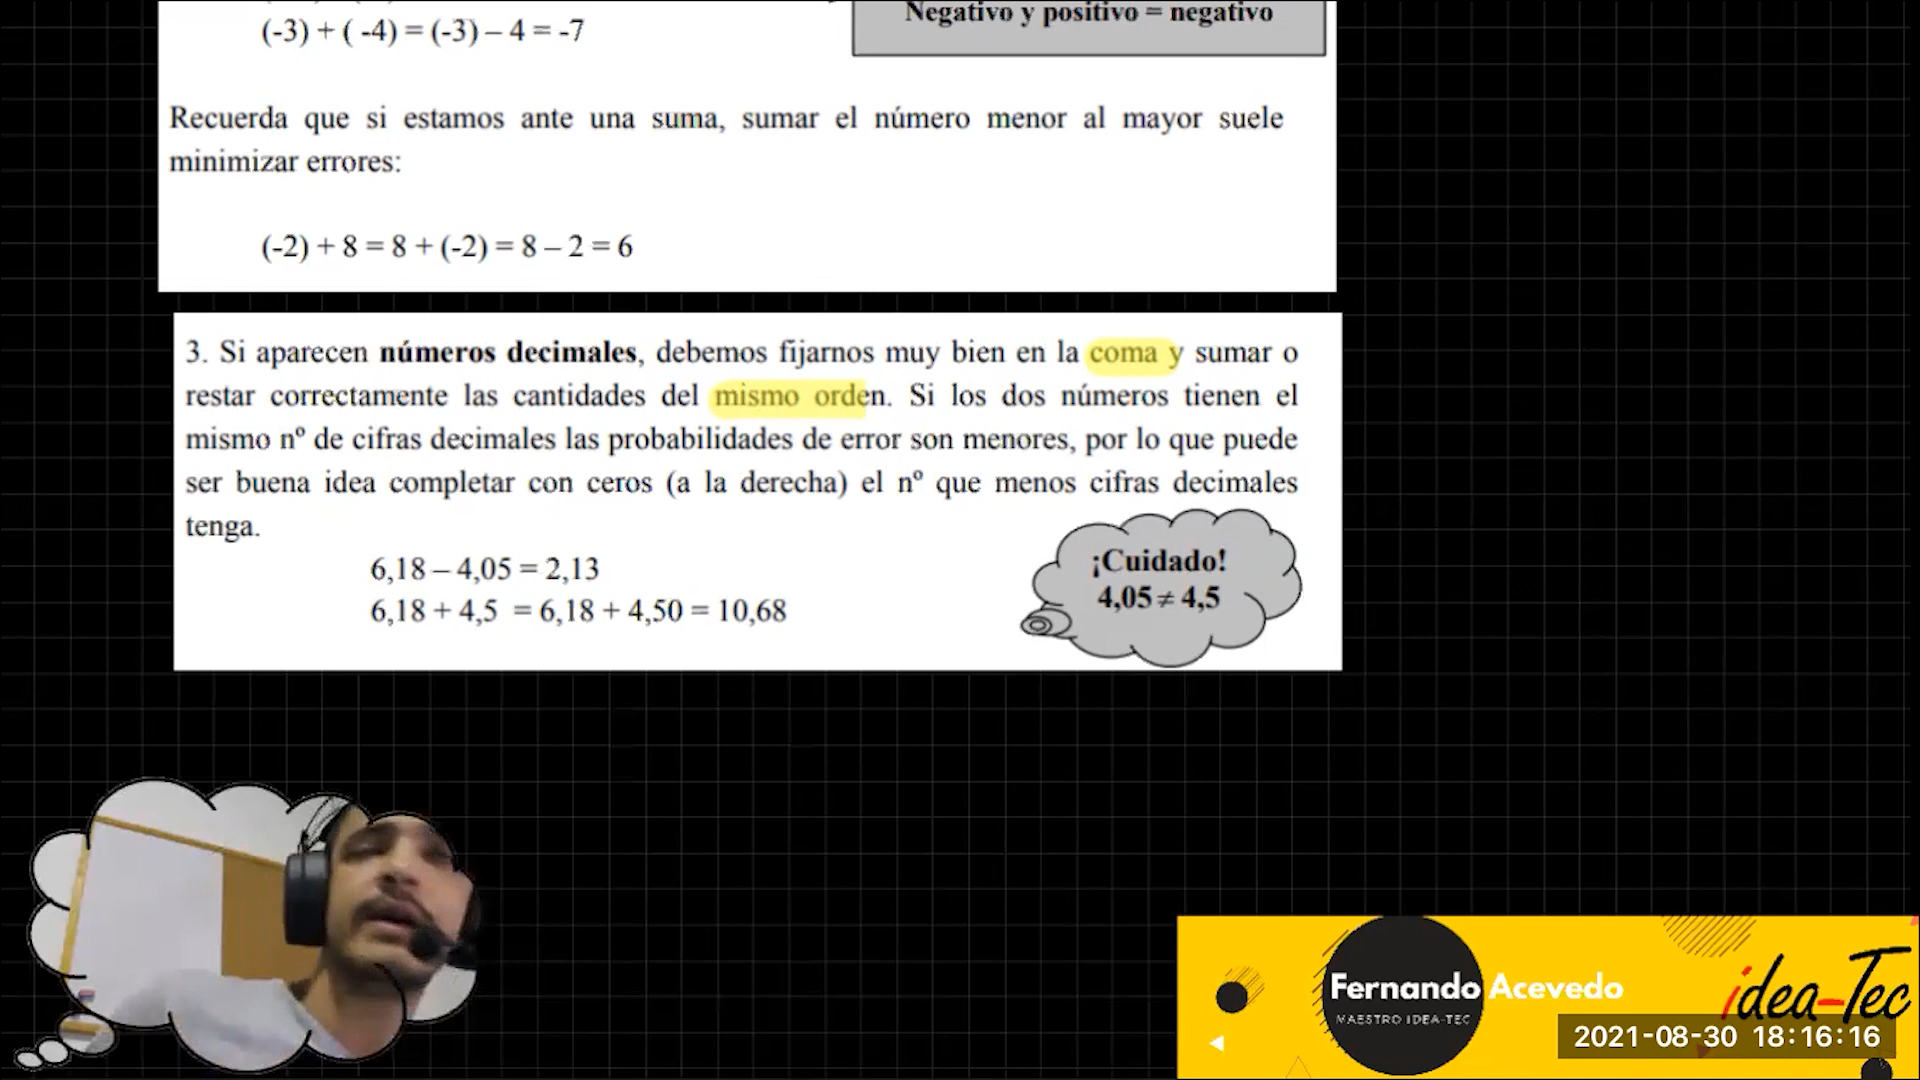 (-3) + ( -4) = (-3) – 4 = -7
Negativo y positivo = negativo
Recuerda que si estamos ante una suma, sumar el número menor al mayor suele
minimizar errores:
(-2) + 8 = 8 + (-2) = 8 – 2 = 6
3. Si aparecen números decimales, debemos fijarnos muy bien en la coma y sumar o
restar correctamente las cantidades del mismo orden. Si los dos números tienen el
mismo nº de cifras decimales las probabilidades de error son menores, por lo que puede
ser buena idea completar con ceros (a la derecha) el nº que menos cifras decimales
tenga.
6,18 – 4,05 = 2,13
6,18 + 4,5 = 6,18 + 4,50 = 10,68
¡Cuidado!
4,05 ≠ 4,5
Fernando Acevedo
MAESTRO IDEA-TEC
idea-Tec
2021-08-30 18:16:16